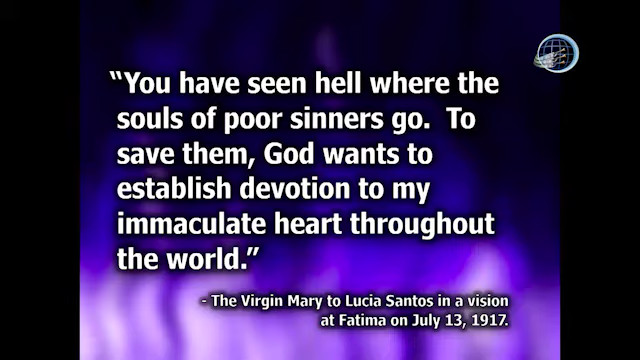 “You have seen hell where the
souls of poor sinners go.  To
save them, God wants to
establish devotion to my
immaculate heart throughout
the world.”
- The Virgin Mary to Lucia Santos in a vision
at Fatima on July 13, 1917.